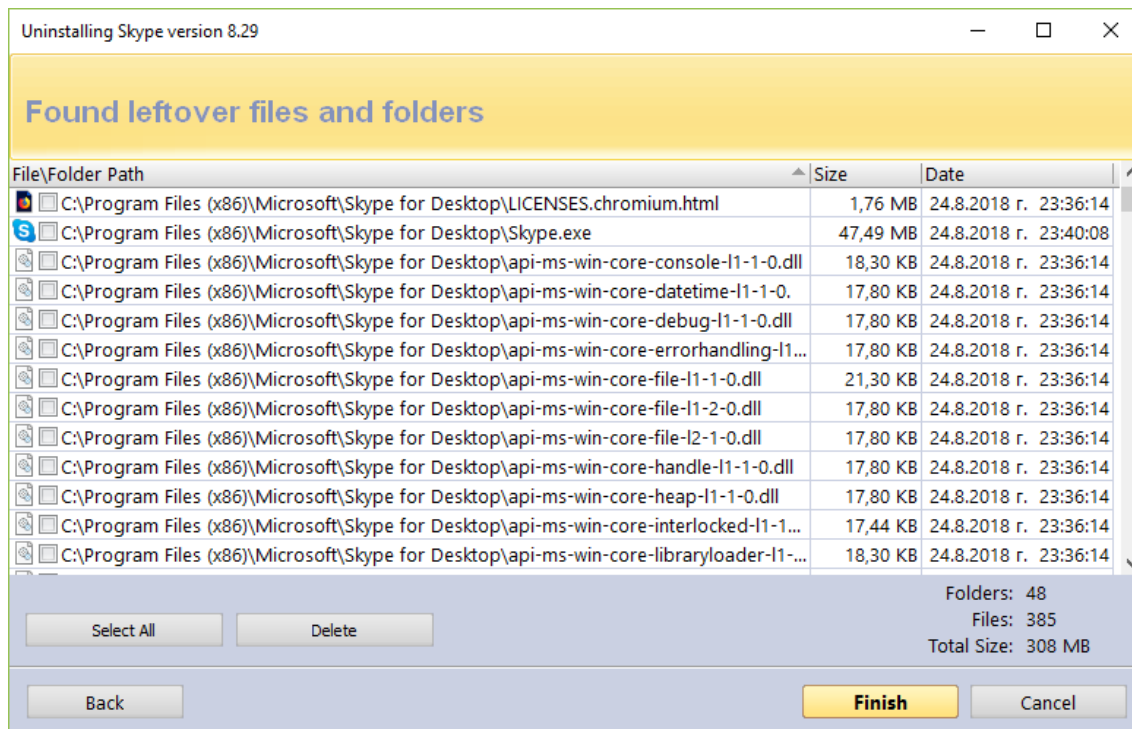 Uninstalling Skype version 8.29
Found leftover files and folders
File\Folder Path Size Date
C:\Program Files (x86)\Microsoft\Skype for Desktop\LICENSES.chromium.html 1,76 MB 24.8.2018 г. 23:36:14
C:\Program Files (x86)\Microsoft\Skype for Desktop\Skype.exe 47,49 MB 24.8.2018 г. 23:40:08
C:\Program Files (x86)\Microsoft\Skype for Desktop\api-ms-win-core-console-l1-1-0.dll 18,30 KB 24.8.2018 г. 23:36:14
C:\Program Files (x86)\Microsoft\Skype for Desktop\api-ms-win-core-datetime-l1-1-0. 17,80 KB 24.8.2018 г. 23:36:14
C:\Program Files (x86)\Microsoft\Skype for Desktop\api-ms-win-core-debug-l1-1-0.dll 17,80 KB 24.8.2018 г. 23:36:14
C:\Program Files (x86)\Microsoft\Skype for Desktop\api-ms-win-core-errorhandling-l1... 17,80 KB 24.8.2018 г. 23:36:14
C:\Program Files (x86)\Microsoft\Skype for Desktop\api-ms-win-core-file-l1-1-0.dll 21,30 KB 24.8.2018 г. 23:36:14
C:\Program Files (x86)\Microsoft\Skype for Desktop\api-ms-win-core-file-l1-2-0.dll 17,80 KB 24.8.2018 г. 23:36:14
C:\Program Files (x86)\Microsoft\Skype for Desktop\api-ms-win-core-file-l2-1-0.dll 17,80 KB 24.8.2018 г. 23:36:14
C:\Program Files (x86)\Microsoft\Skype for Desktop\api-ms-win-core-handle-l1-1-0.dll 17,80 KB 24.8.2018 г. 23:36:14
C:\Program Files (x86)\Microsoft\Skype for Desktop\api-ms-win-core-heap-l1-1-0.dll 17,80 KB 24.8.2018 г. 23:36:14
C:\Program Files (x86)\Microsoft\Skype for Desktop\api-ms-win-core-interlocked-l1-1... 17,44 KB 24.8.2018 г. 23:36:14
C:\Program Files (x86)\Microsoft\Skype for Desktop\api-ms-win-core-libraryloader-l1-... 18,30 KB 24.8.2018 г. 23:36:14
Folders: 48
Select All Delete Files: 385
Total Size: 308 MB
Back Finish Cancel